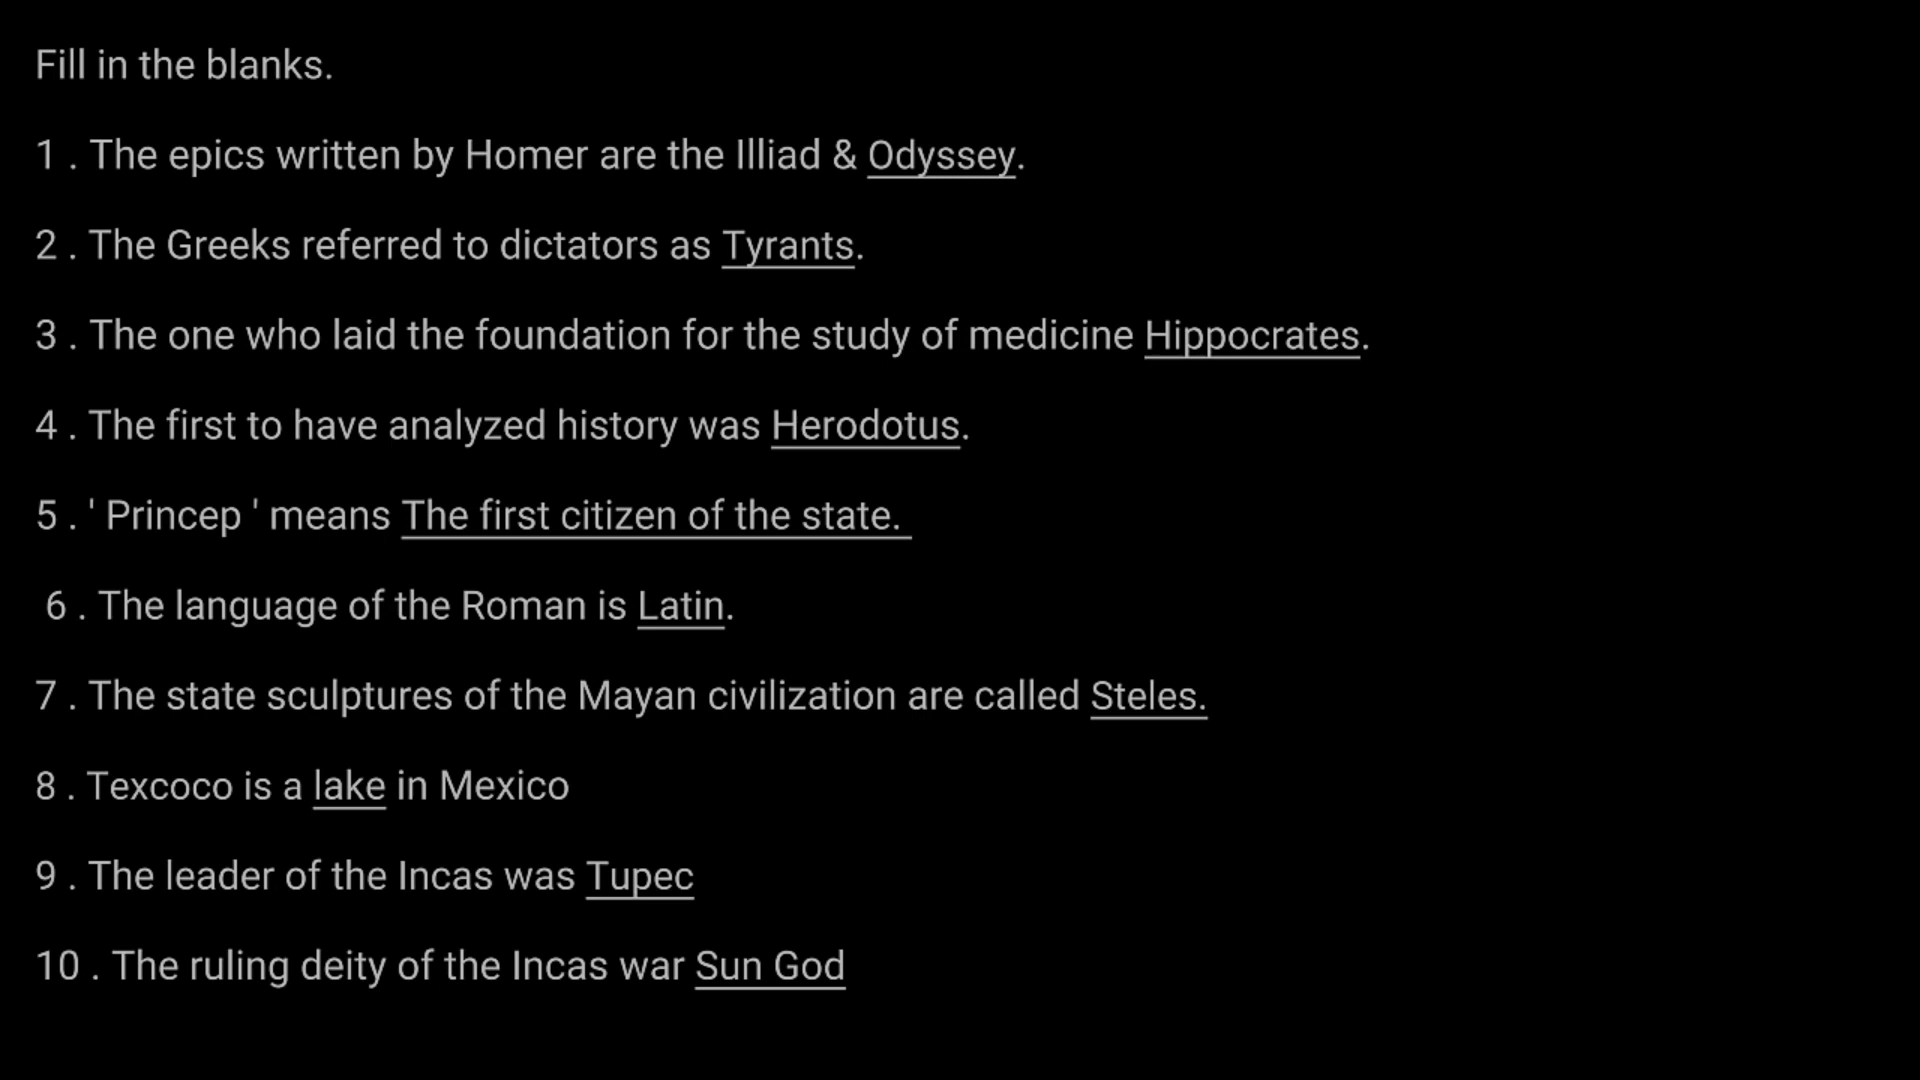 Fill in the blanks.
1 . The epics written by Homer are the Illiad & Odyssey.
2 . The Greeks referred to dictators as Tyrants.
3 . The one who laid the foundation for the study of medicine Hippocrates.
4 . The first to have analyzed history was Herodotus.
5 . ' Princep ' means The first citizen of the state.
6 . The language of the Roman is Latin.
7 . The state sculptures of the Mayan civilization are called Steles.
8 . Texcoco is a lake in Mexico
9 . The leader of the Incas was Tupec
10 . The ruling deity of the Incas war Sun God